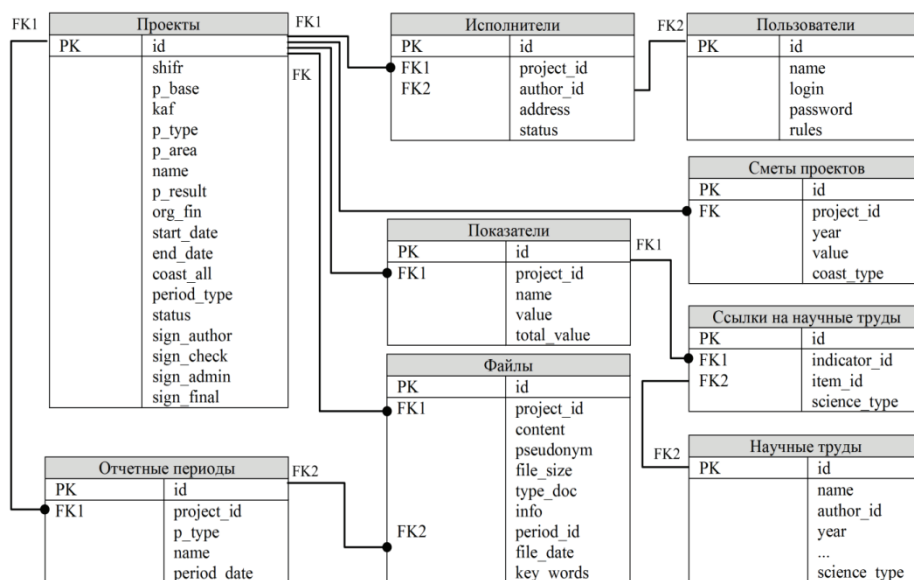 FK1
Проекты
PK id
shifr
p_base
kaf
p_type
p_area
name
p_result
org_fin
start_date
end_date
coast_all
period_type
status
sign_author
sign_check
sign_admin
sign_final
FK1
FK
Исполнители
PK id
FK1 project_id
FK2 author_id
address
status
FK2
Пользователи
PK id
name
login
password
rules
Сметы проектов
PK id
FK project_id
year
value
coast_type
Показатели
PK id
FK1 project_id
name
value
total_value
FK1
Ссылки на научные труды
PK id
FK1 indicator_id
FK2 item_id
science_type
Файлы
PK id
FK1 project_id
content
pseudonym
file_size
type_doc
info
FK2 period_id
file_date
key_words
FK2
Научные труды
PK id
name
author_id
year
...
science_type
Отчетные периоды
PK id
FK1 project_id
p_type
name
period_date
FK2